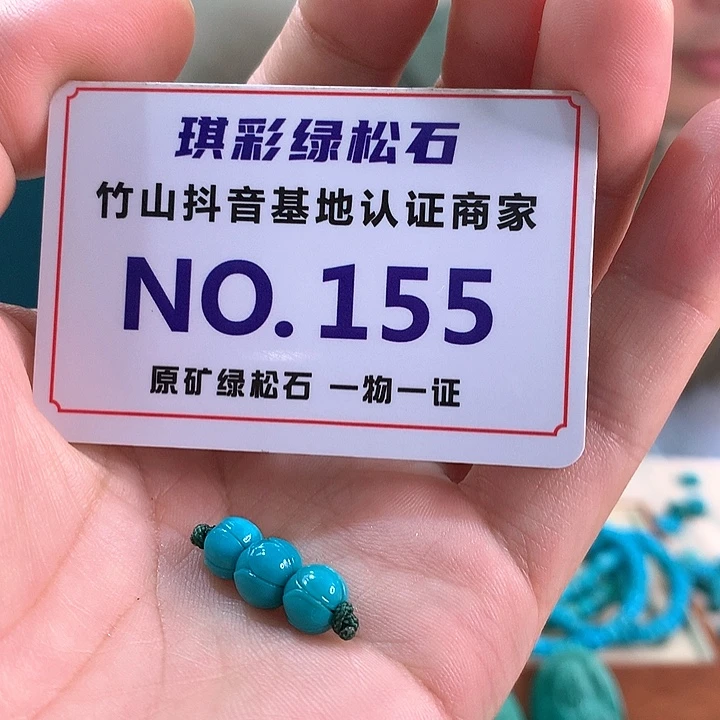 琪彩绿松石
竹山抖音基地认证商家
NO.155
原矿绿松石 一物一证